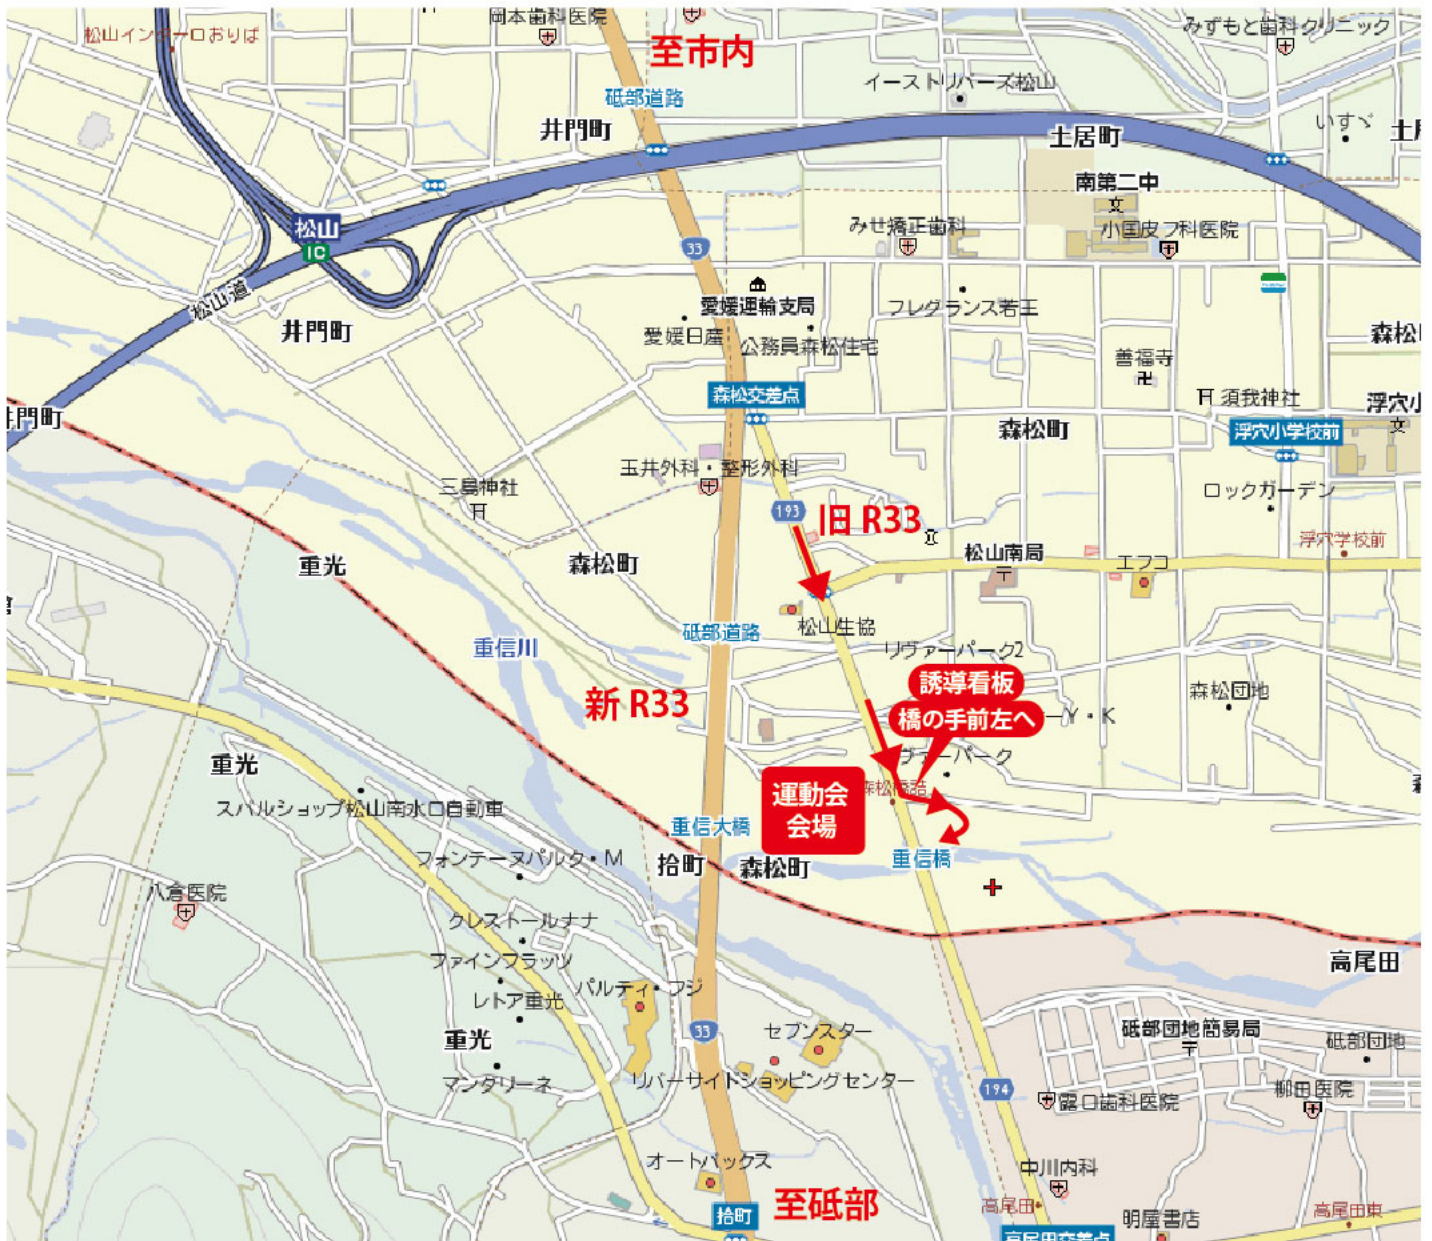 岡本歯科医院
松山インター口おりば
至市内
みずもと歯科クリニック
イーストリバーズ松山
砥部道路
井門町
土居町
いすゞ
南第二中
みせ矯正歯科
小国皮フ科医院
松山
IC
33
松山道
井門町
愛媛運輸支局
愛媛日産
公務員森松住宅
フレグランス若王
善福寺
森松交差点
須我神社
井門町
森松町
浮穴小学校前
玉井外科・整形外科
三島神社
ロックガーデン
193
旧 R33
浮穴学校前
松山南局
エフコ
重光
森松町
松山生協
砥部道路
重信川
リヴァーパーク2
誘導看板
橋の手前左へ
森松団地
新 R33
ー Y・K
ヴァーパーク
重光
スバルショップ松山南水口自動車
運動会
会場
重信大橋
重信橋
拾町
森松町
フォンテーヌパルク・M
八倉医院
クレストールナナ
ファインフラッツ
レトア重光
パルティ・フジ
高尾田
重光
33
セブンスター
砥部団地簡易局
砥部団地
マンダリーネ
リバーサイドショッピングセンター
194
露口歯科医院
柳田医院
オートバックス
中川内科
至砥部
拾町
高尾田
明屋書店
高尾田東
高尾田交差点